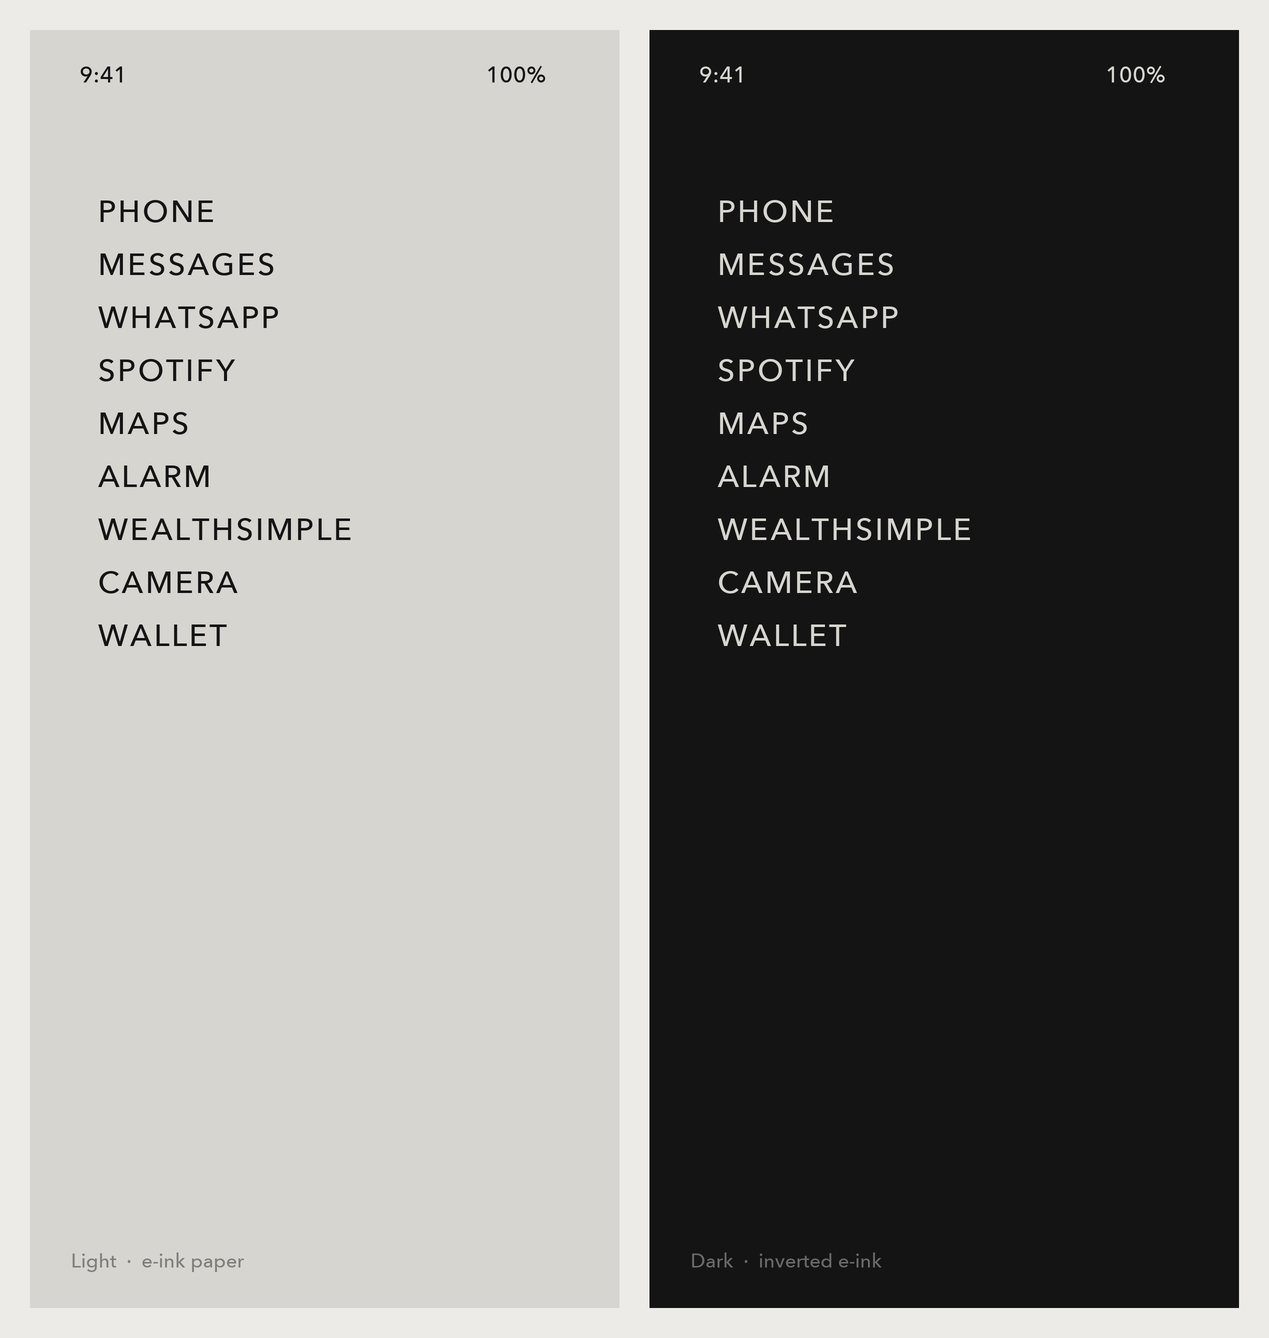 9:41 100%
PHONE
MESSAGES
WHATSAPP
SPOTIFY
MAPS
ALARM
WEALTHSIMPLE
CAMERA
WALLET
Light · e-ink paper
9:41 100%
PHONE
MESSAGES
WHATSAPP
SPOTIFY
MAPS
ALARM
WEALTHSIMPLE
CAMERA
WALLET
Dark · inverted e-ink